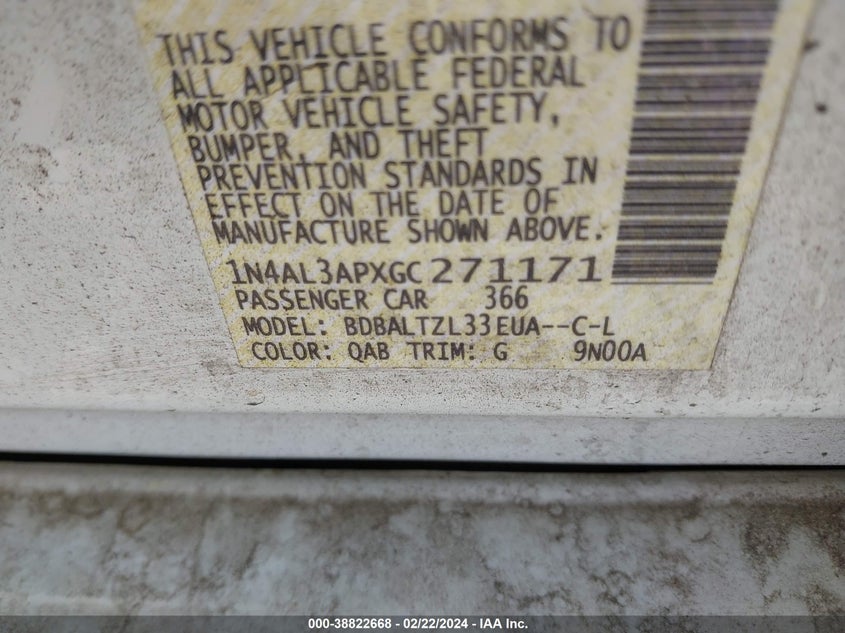 THIS VEHICLE CONFORMS TO
ALL APPLICABLE FEDERAL
MOTOR VEHICLE SAFETY,
BUMPER, AND THEFT
PREVENTION STANDARDS IN
EFFECT ON THE DATE OF
MANUFACTURE SHOWN ABOVE.
1N4AL3APXGC271171
PASSENGER CAR 366
MODEL: BDBALTZL33EUA--C-L
COLOR: QAB TRIM: G 9N00A
000-38822668 - 02/22/2024 - IAA Inc.